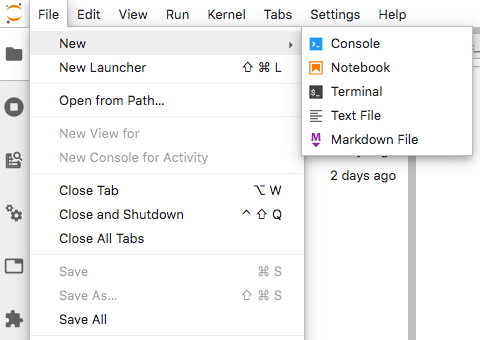 File Edit View Run Kernel Tabs Settings Help
New
Console
New Launcher ⇧ ⌘ L
Notebook
Terminal
Open from Path...
Text File
New View for
Markdown File
New Console for Activity
2 days ago
Close Tab ⌥ W
Close and Shutdown ^ ⇧ Q
Close All Tabs
Save ⌘ S
Save As... ⇧ ⌘ S
Save All